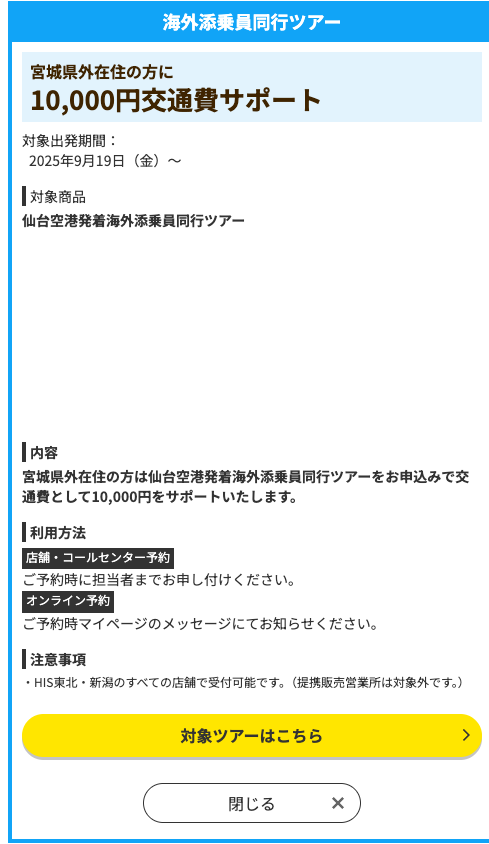 海外添乗員同行ツアー
宮城県外在住の方に
10,000円交通費サポート
対象出発期間：
2025年9月19日（金）～
対象商品
仙台空港発着海外添乗員同行ツアー
内容
宮城県外在住の方は仙台空港発着海外添乗員同行ツアーをお申込みで交
通費として10,000円をサポートいたします。
利用方法
店舗・コールセンター予約
ご予約時に担当者までお申し付けください。
オンライン予約
ご予約時マイページのメッセージにてお知らせください。
注意事項
・HIS東北・新潟のすべての店舗で受付可能です。（提携販売営業所は対象外です。）
対象ツアーはこちら
閉じる